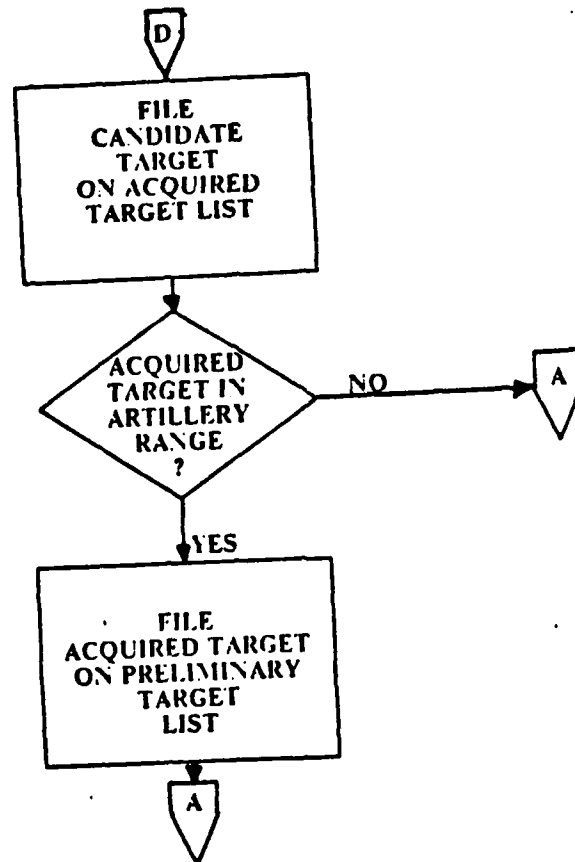 D
FILE
CANDIDATE
TARGET
ON ACQUIRED
TARGET LIST
ACQUIRED
TARGET IN
ARTILLERY
RANGE
?
NO
A
YES
FILE
ACQUIRED TARGET
ON PRELIMINARY
TARGET
LIST
A